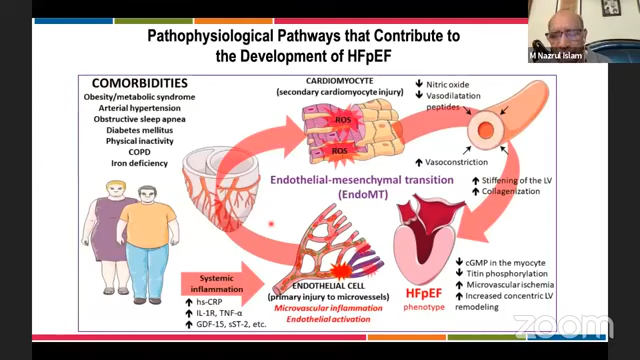 Pathophysiological Pathways that Contribute to
the Development of HFpEF
M Nazrul Islam
COMORBIDITIES
Obesity/metabolic syndrome
Arterial hypertension
Obstructive sleep apnea
Diabetes mellitus
Physical inactivity
COPD
Iron deficiency
CARDIOMYOCYTE
(secondary cardiomyocyte injury)
ROS
ROS
↓ Nitric oxide
↓ Vasodilatation
peptides
↑ Vasoconstriction
Endothelial-mesenchymal transition
(EndoMT)
↑ Stiffening of the LV
↑ Collagenization
Systemic
inflammation
↑ hs-CRP
↑ IL-1R, TNF-α
↑ GDF-15, sST-2, etc.
ENDOTHELIAL CELL
(primary injury to microvessels)
Microvascular inflammation
Endothelial activation
HFpEF
phenotype
↓ cGMP in the myocyte
↓ Titin phosphorylation
↑ Microvascular ischemia
↑ Increased concentric LV
remodeling
zoom